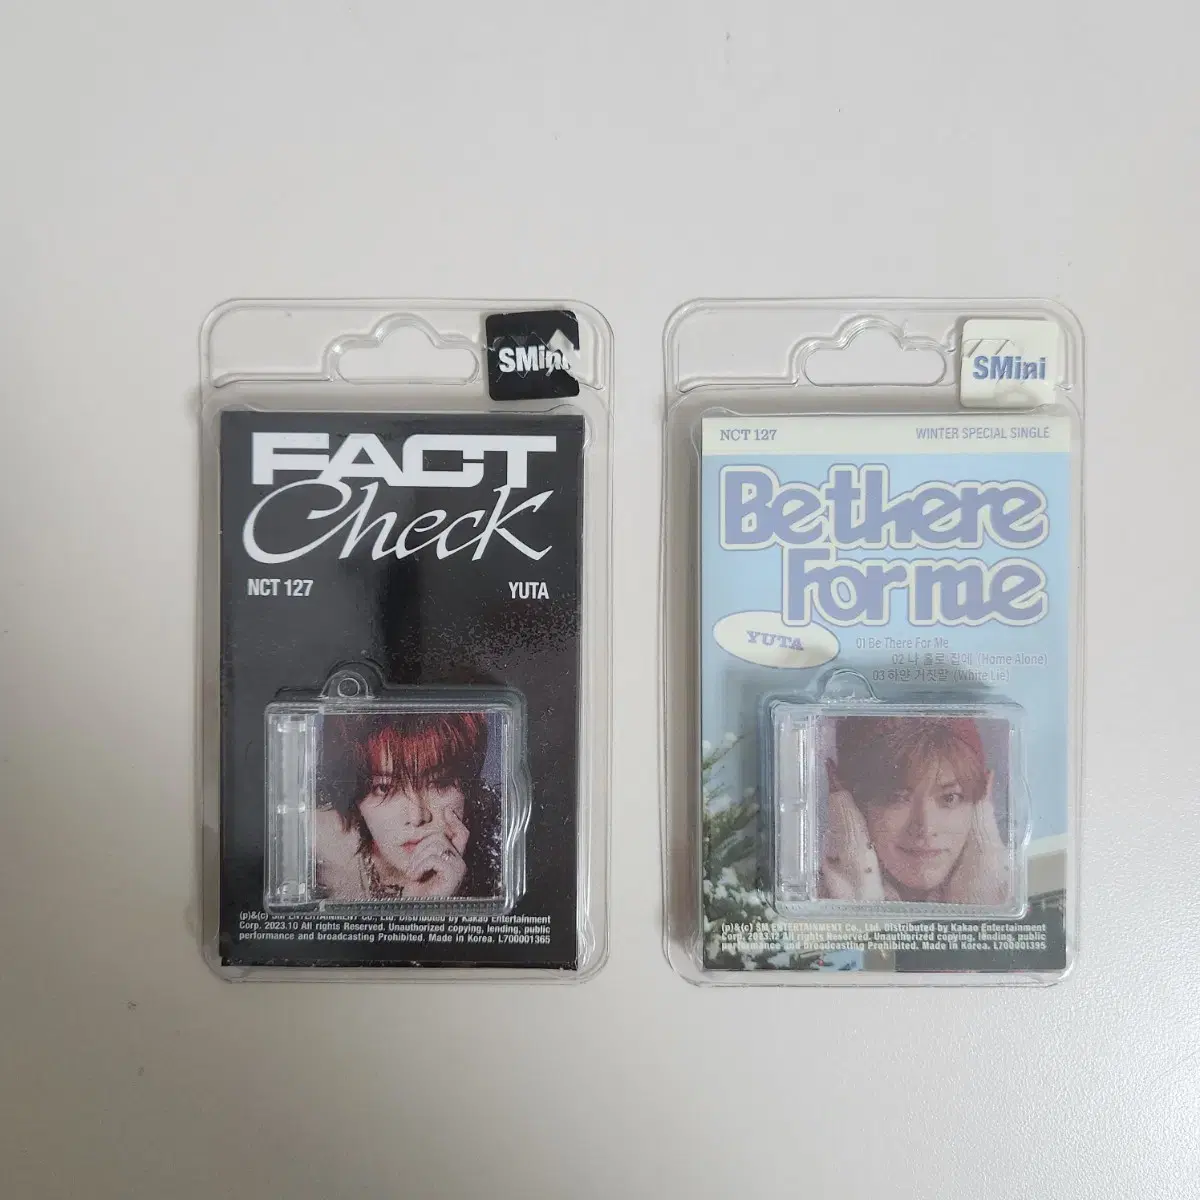 SMini
FACT
Check
NCT 127
YUTA
(p)&(c) SM ENTERTAINMENT Co., Ltd. Distributed by Kakao Entertainment
Corp. 2023.10 All rights Reserved. Unauthorized copying, lending, public
performance and broadcasting Prohibited. Made in Korea. L700001365
SMini
NCT 127
WINTER SPECIAL SINGLE
Be there
For me
YUTA
01 Be There For Me
02 나 홀로 집에 (Home Alone)
03 하얀 거짓말 (White Lie)
(p)&(c) SM ENTERTAINMENT Co., Ltd. Distributed by Kakao Entertainment
Corp. 2023.12 All rights Reserved. Unauthorized copying, lending, public
performance and broadcasting Prohibited. Made in Korea. L700001395